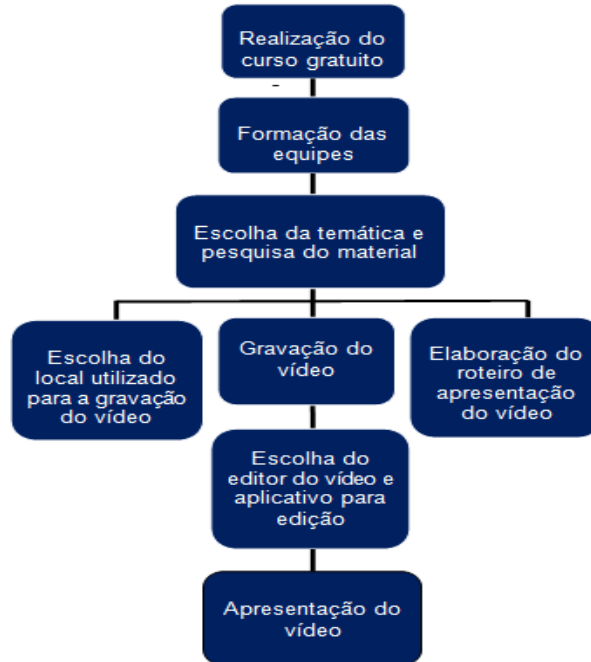 Realização do
curso gratuito
Formação das
equipes
Escolha da temática e
pesquisa do material
Escolha do
local utilizado
para a gravação
do vídeo
Gravação do
vídeo
Elaboração do
roteiro de
apresentação
do vídeo
Escolha do
editor do vídeo e
aplicativo para
edição
Apresentação do
vídeo